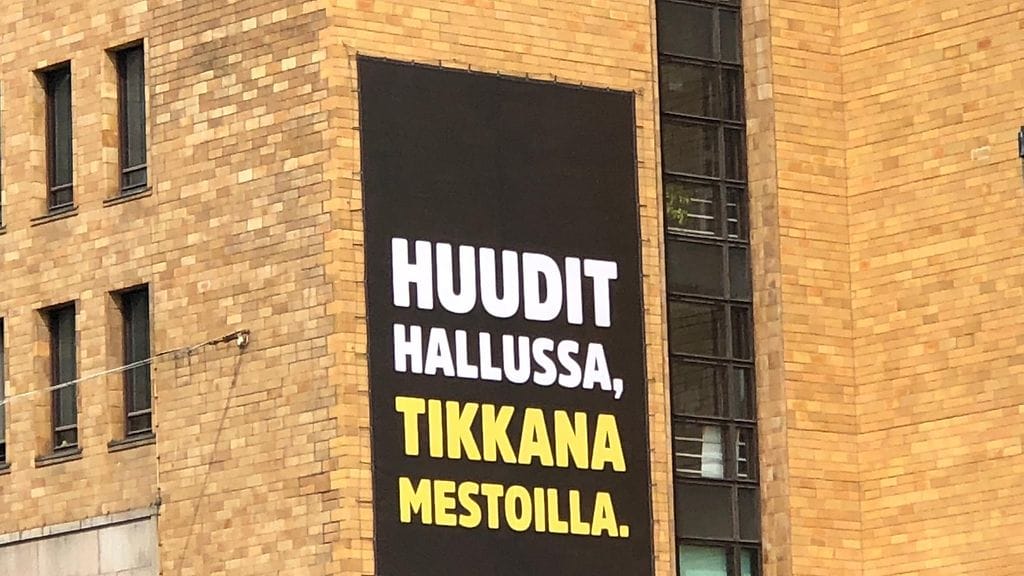 HUUDIT
HALLUSSA,
TIKKANA
MESTOILLA.